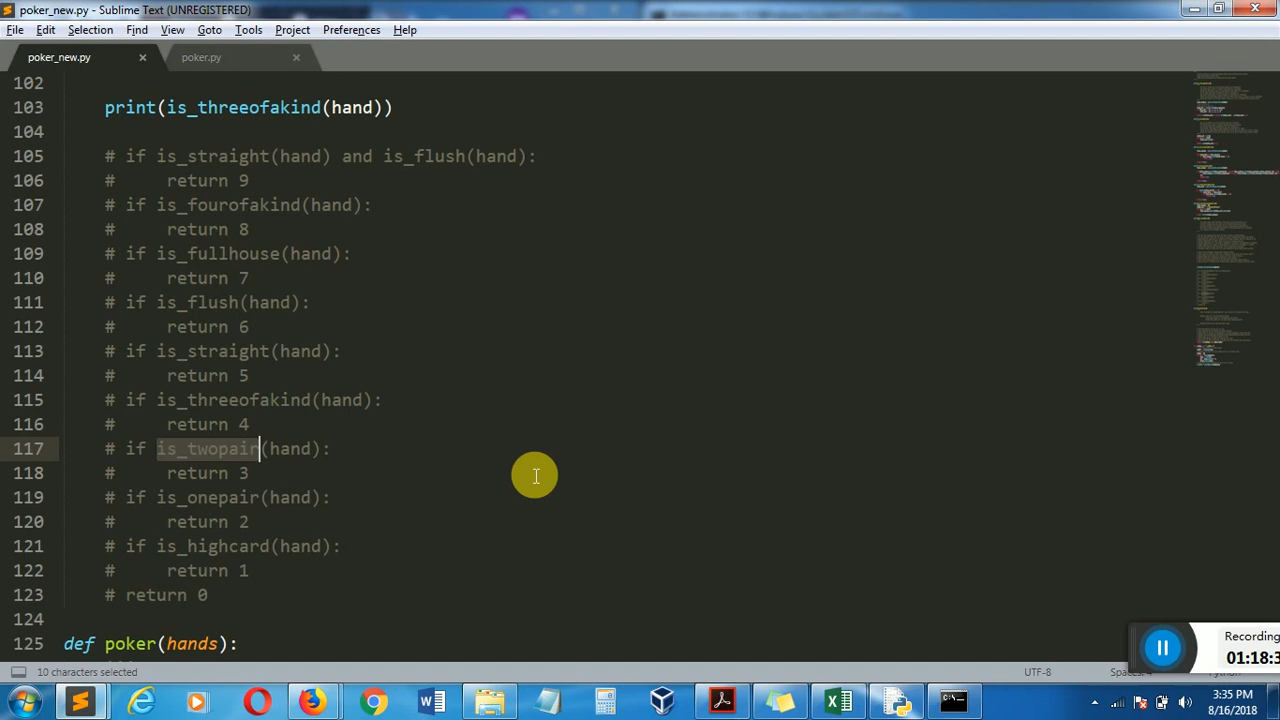 poker_new.py - Sublime Text (UNREGISTERED)
File Edit Selection Find View Goto Tools Project Preferences Help
poker_new.py poker.py
102
103 print(is_threeofakind(hand))
104
105 # if is_straight(hand) and is_flush(hand):
106 # return 9
107 # if is_fourofakind(hand):
108 # return 8
109 # if is_fullhouse(hand):
110 # return 7
111 # if is_flush(hand):
112 # return 6
113 # if is_straight(hand):
114 # return 5
115 # if is_threeofakind(hand):
116 # return 4
117 # if is_twopair(hand):
118 # return 3
119 # if is_onepair(hand):
120 # return 2
121 # if is_highcard(hand):
122 # return 1
123 # return 0
124
125 def poker(hands):
Recording
01:18:3
10 characters selected UTF-8
3:35 PM
8/16/2018